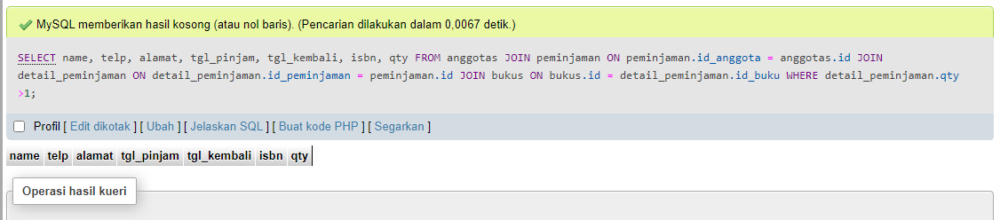 MySQL memberikan hasil kosong (atau nol baris). (Pencarian dilakukan dalam 0,0067 detik.)
SELECT name, telp, alamat, tgl_pinjam, tgl_kembali, isbn, qty FROM anggotas JOIN peminjaman ON peminjaman.id_anggota = anggotas.id JOIN
detail_peminjaman ON detail_peminjaman.id_peminjaman = peminjaman.id JOIN bukus ON bukus.id = detail_peminjaman.id_buku WHERE detail_peminjaman.qty
>1;
Profil [ Edit dikotak ] [ Ubah ] [ Jelaskan SQL ] [ Buat kode PHP ] [ Segarkan ]
name telp alamat tgl_pinjam tgl_kembali isbn qty
Operasi hasil kueri